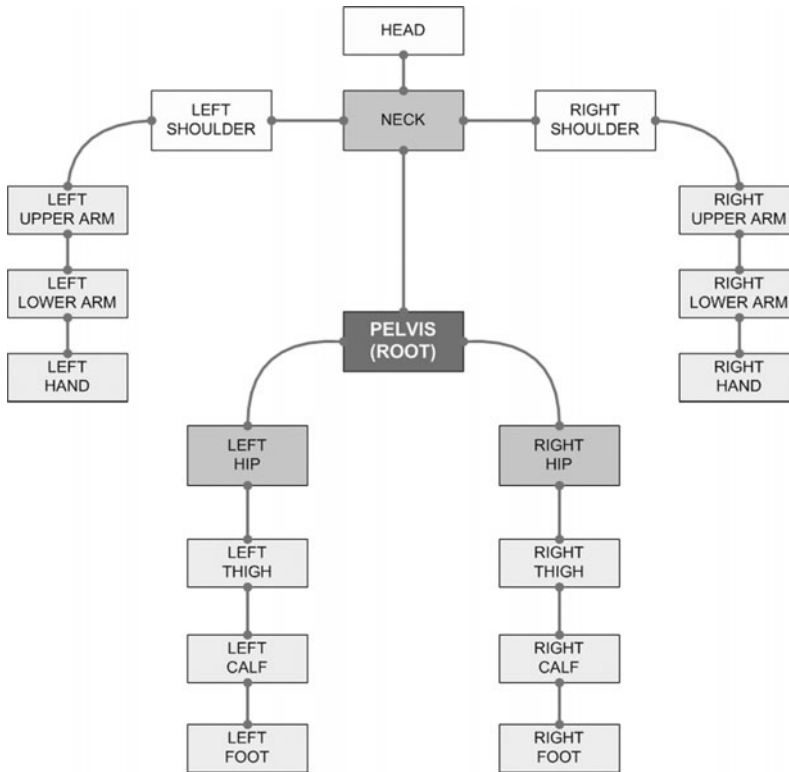 HEAD
LEFT
SHOULDER
NECK
RIGHT
SHOULDER
LEFT
UPPER ARM
RIGHT
UPPER ARM
LEFT
LOWER ARM
RIGHT
LOWER ARM
PELVIS
(ROOT)
LEFT
HAND
RIGHT
HAND
LEFT
HIP
RIGHT
HIP
LEFT
THIGH
RIGHT
THIGH
LEFT
CALF
RIGHT
CALF
LEFT
FOOT
RIGHT
FOOT